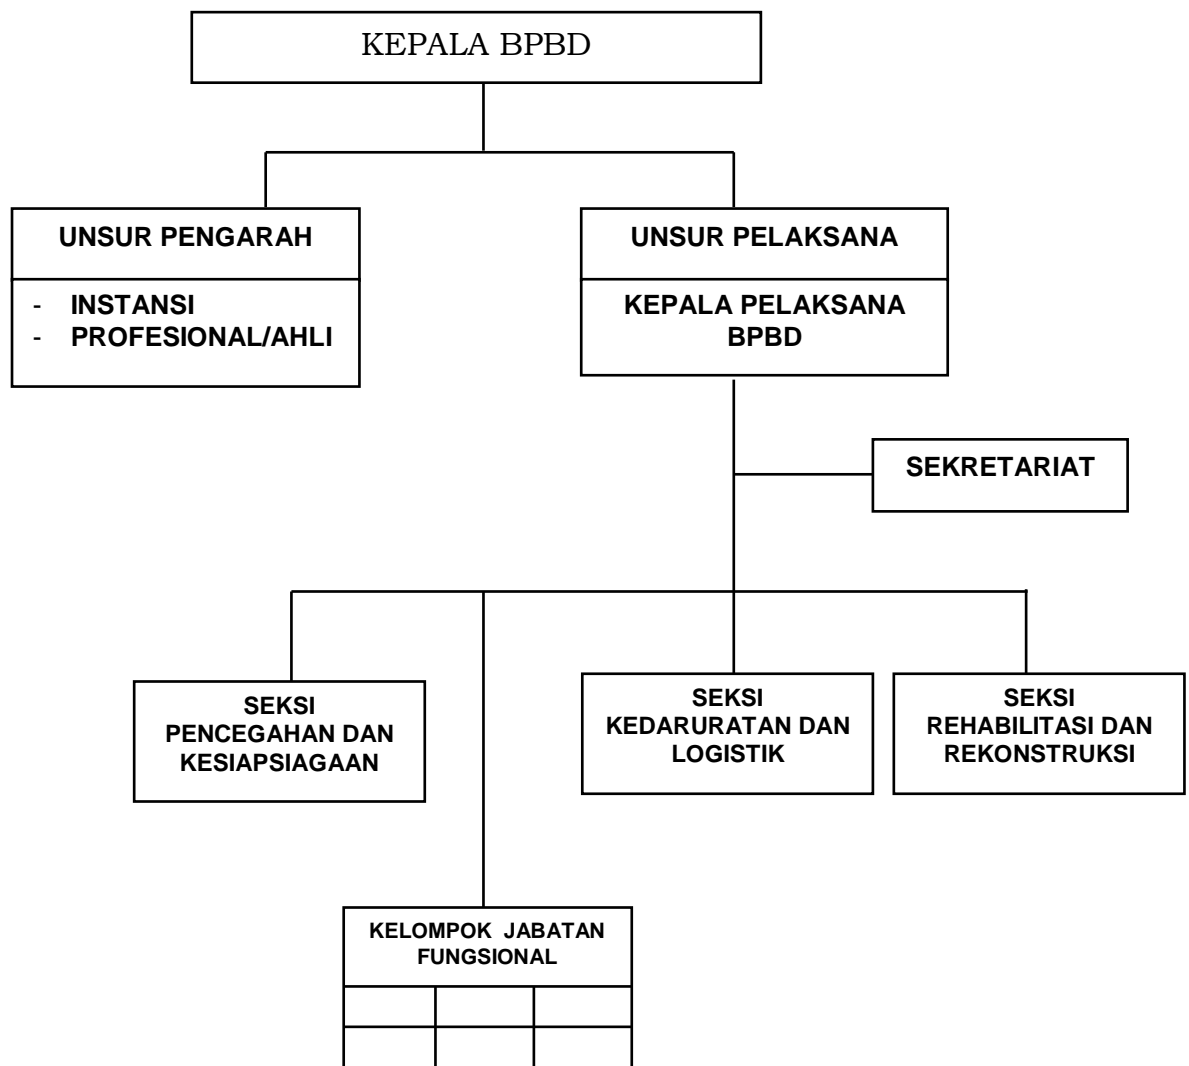 KEPALA BPBD
UNSUR PENGARAH
- INSTANSI
- PROFESIONAL/AHLI
UNSUR PELAKSANA
KEPALA PELAKSANA
BPBD
SEKRETARIAT
SEKSI
PENCEGAHAN DAN
KESIAPSIAGAAN
SEKSI
KEDARURATAN DAN
LOGISTIK
SEKSI
REHABILITASI DAN
REKONSTRUKSI
KELOMPOK JABATAN
FUNGSIONAL